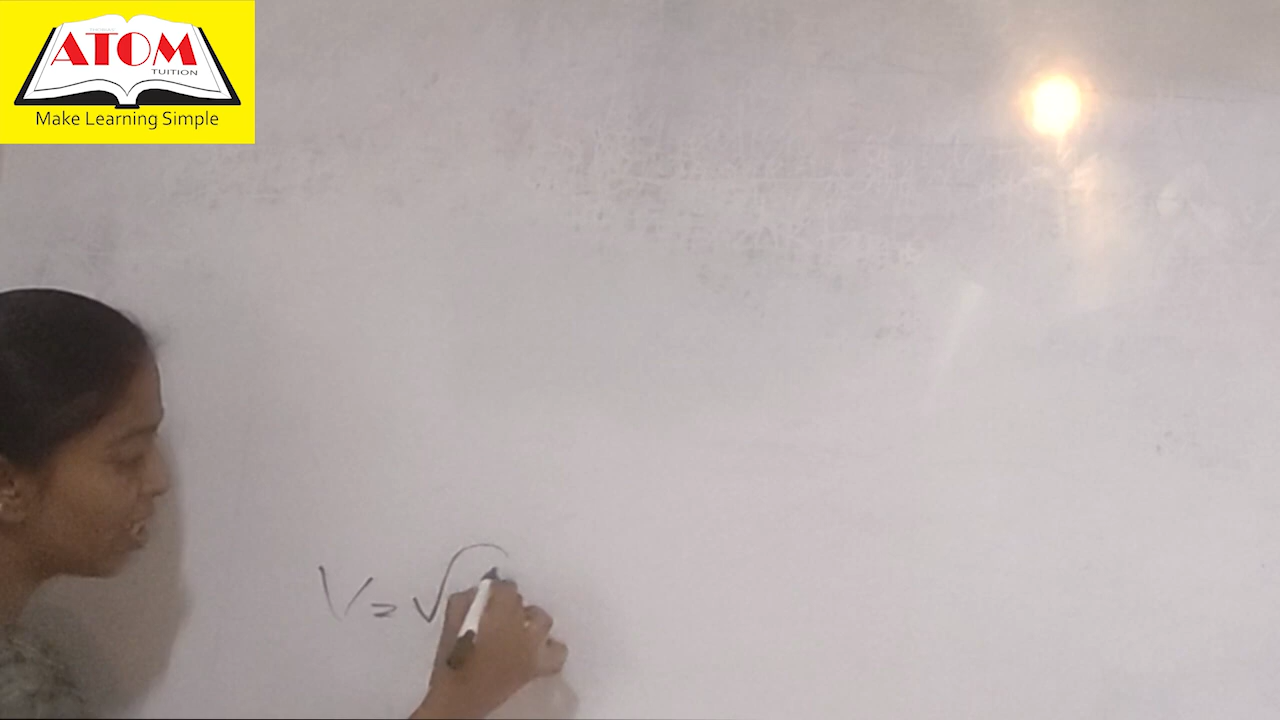 ATOM
TUITION
Make Learning Simple
V = √